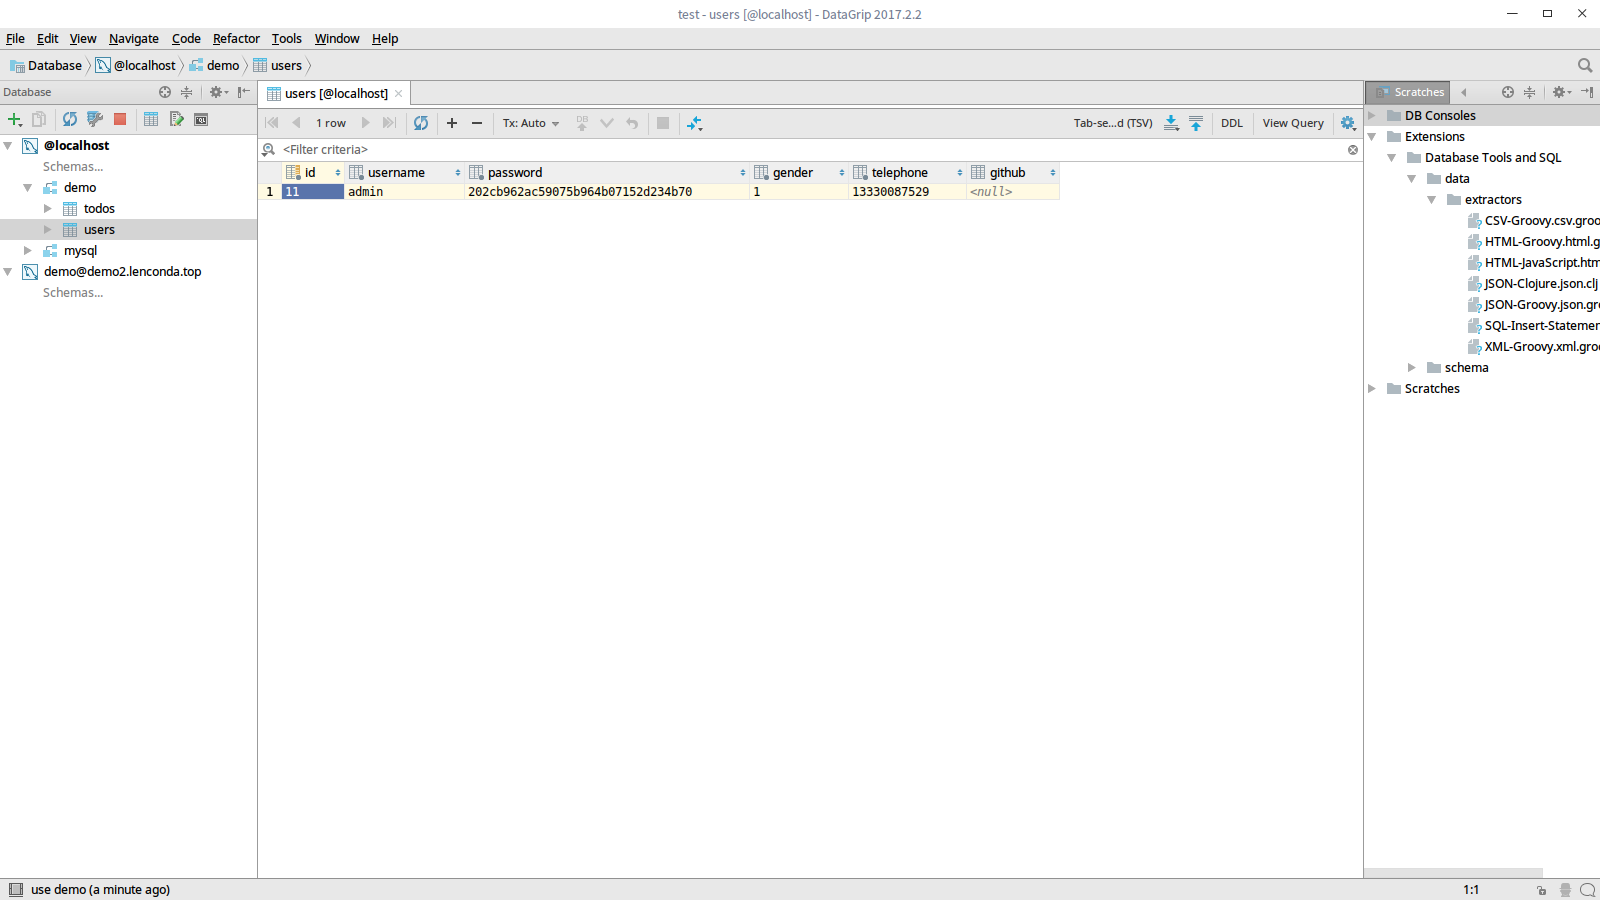 test - users [@localhost] - DataGrip 2017.2.2
File Edit View Navigate Code Refactor Tools Window Help
Database @localhost demo users
Database
users [@localhost]
Scratches
1 row
Tx: Auto
DB
Tab-se...d (TSV)
DDL
View Query
<Filter criteria>
id username password gender telephone github
1 11 admin 202cb962ac59075b964b07152d234b70 1 13330087529 <null>
@localhost
Schemas...
demo
todos
users
mysql
demo@demo2.lenconda.top
Schemas...
DB Consoles
Extensions
Database Tools and SQL
data
extractors
CSV-Groovy.csv.groo
HTML-Groovy.html.g
HTML-JavaScript.htm
JSON-Clojure.json.clj
JSON-Groovy.json.gro
SQL-Insert-Statemer
XML-Groovy.xml.groo
schema
Scratches
use demo (a minute ago)
1:1